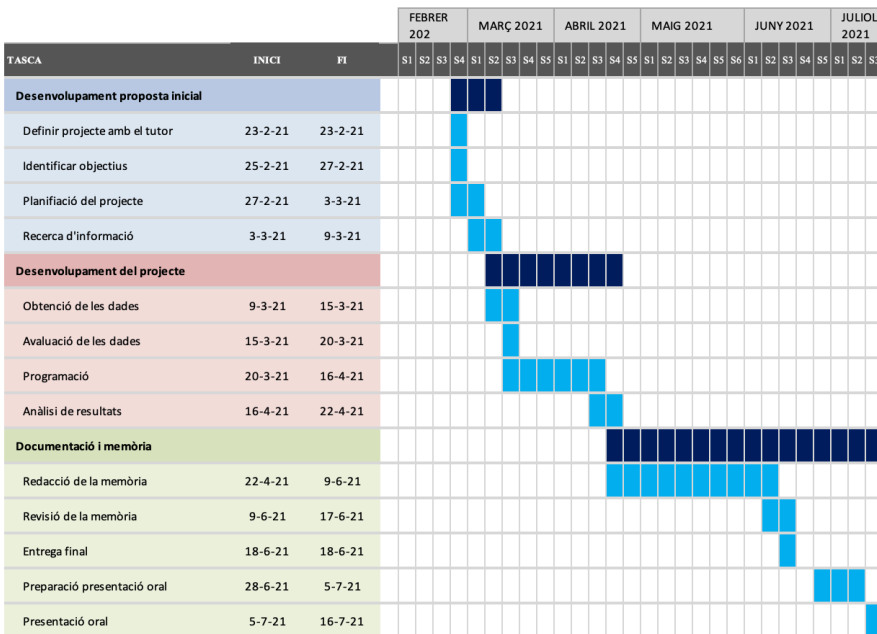 FEBRER
202
MARÇ 2021 ABRIL 2021 MAIG 2021 JUNY 2021 JULIOL
2021
TASCA INICI FI S1 S2 S3 S4 S1 S2 S3 S4 S5 S1 S2 S3 S4 S5 S1 S2 S3 S4 S5 S6 S1 S2 S3 S4 S5 S1 S2 S3
Desenvolupament proposta inicial
Definir projecte amb el tutor 23-2-21 23-2-21
Identificar objectius 25-2-21 27-2-21
Planifiació del projecte 27-2-21 3-3-21
Recerca d'informació 3-3-21 9-3-21
Desenvolupament del projecte
Obtenció de les dades 9-3-21 15-3-21
Avaluació de les dades 15-3-21 20-3-21
Programació 20-3-21 16-4-21
Anàlisi de resultats 16-4-21 22-4-21
Documentació i memòria
Redacció de la memòria 22-4-21 9-6-21
Revisió de la memòria 9-6-21 17-6-21
Entrega final 18-6-21 18-6-21
Preparació presentació oral 28-6-21 5-7-21
Presentació oral 5-7-21 16-7-21